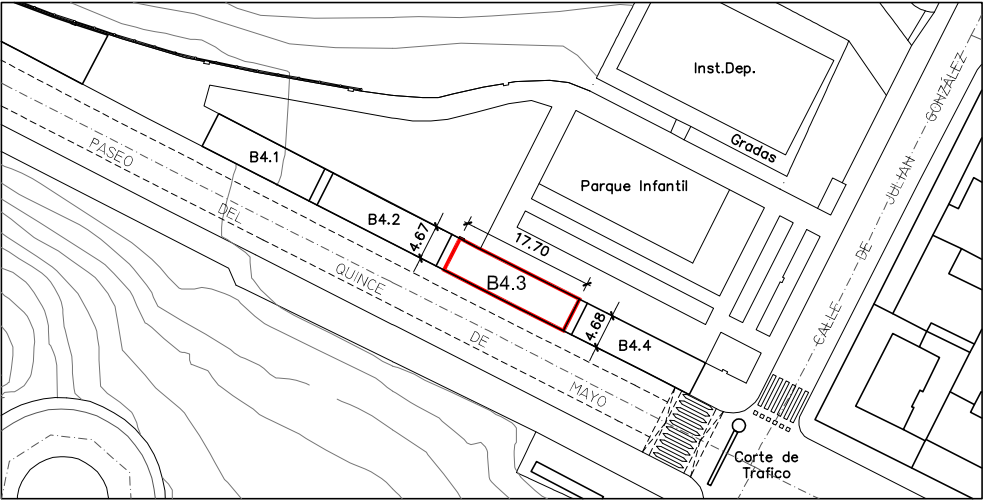 Inst.Dep.
Gradas
Parque Infantil
CALLE DE JULIAN GONZÁLEZ
PASEO DEL QUINCE DE MAYO
B4.1
B4.2
4.67
17.70
B4.3
4.68
B4.4
Corte de
Trafico